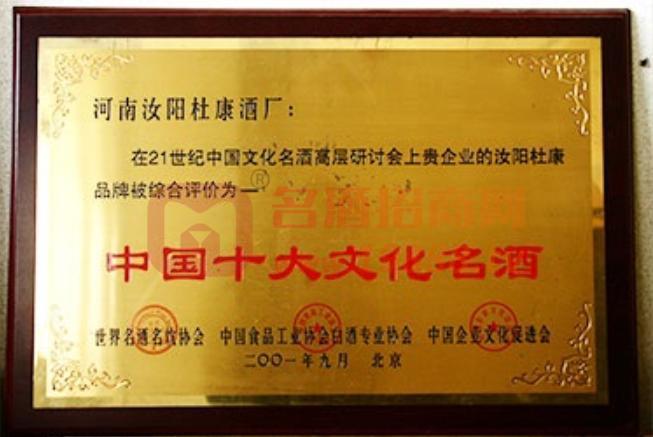 河南汝阳杜康酒厂：
在21世纪中国文化名酒高层研讨会上贵企业的汝阳杜康
品牌被综合评价为—
®
名酒招商网
中国十大文化名酒
世界名酒名饮协会 中国食品工业协会白酒专业协会 中国企业文化促进会
二〇〇一年九月 北京